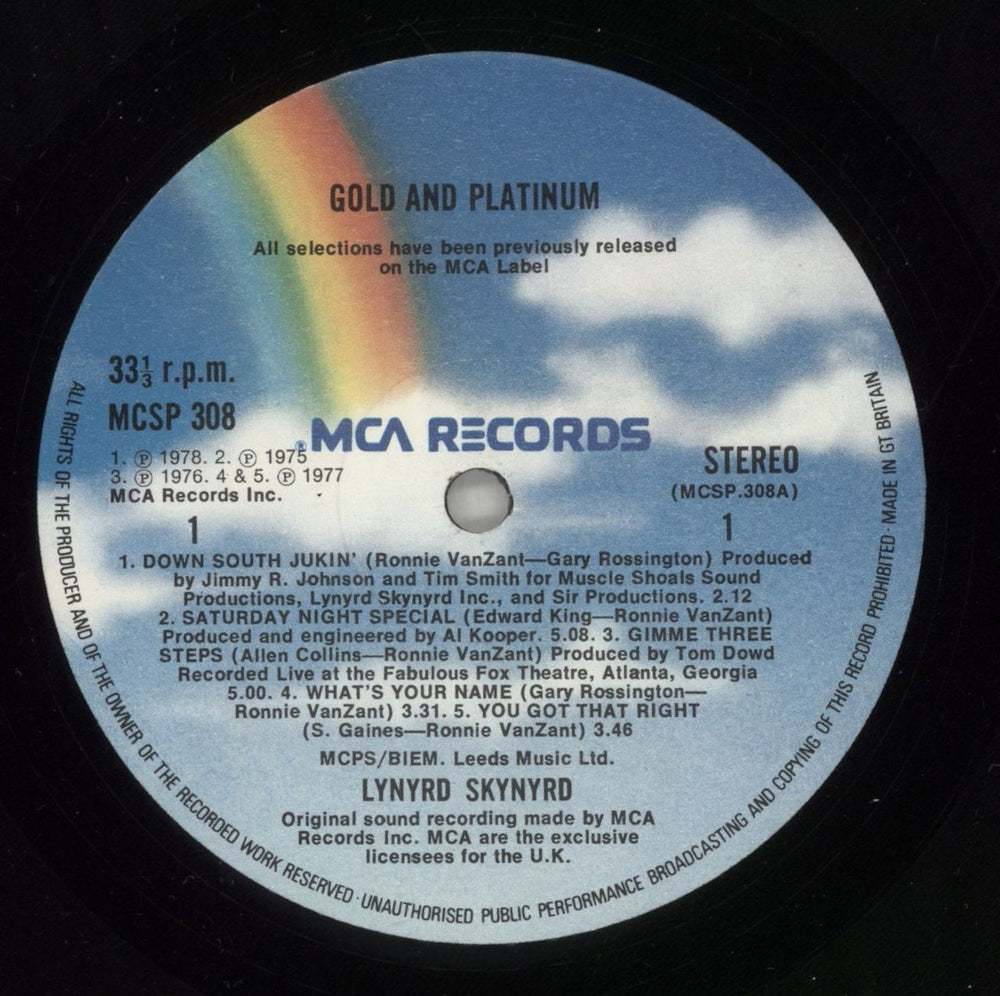 GOLD AND PLATINUM
All selections have been previously released
on the MCA Label
33⅓ r.p.m.
MCSP 308
® MCA RECORDS
1. ℗ 1978. 2. ℗ 1975
3. ℗ 1976. 4 & 5. ℗ 1977
MCA Records Inc.
STEREO
(MCSP.308A)
1
1
1. DOWN SOUTH JUKIN' (Ronnie VanZant—Gary Rossington) Produced
by Jimmy R. Johnson and Tim Smith for Muscle Shoals Sound
Productions, Lynyrd Skynyrd Inc., and Sir Productions. 2.12
2. SATURDAY NIGHT SPECIAL (Edward King—Ronnie VanZant)
Produced and engineered by Al Kooper. 5.08. 3. GIMME THREE
STEPS (Allen Collins—Ronnie VanZant) Produced by Tom Dowd
Recorded Live at the Fabulous Fox Theatre, Atlanta, Georgia
5.00. 4. WHAT'S YOUR NAME (Gary Rossington—
Ronnie VanZant) 3.31. 5. YOU GOT THAT RIGHT
(S. Gaines—Ronnie VanZant) 3.46
MCPS/BIEM. Leeds Music Ltd.
LYNYRD SKYNYRD
Original sound recording made by MCA
Records Inc. MCA are the exclusive
licensees for the U.K.
ALL RIGHTS OF THE PRODUCER AND OF THE OWNER OF THE RECORDED WORK RESERVED · UNAUTHORISED PUBLIC PERFORMANCE BROADCASTING AND COPYING OF THIS RECORD PROHIBITED · MADE IN GT BRITAIN